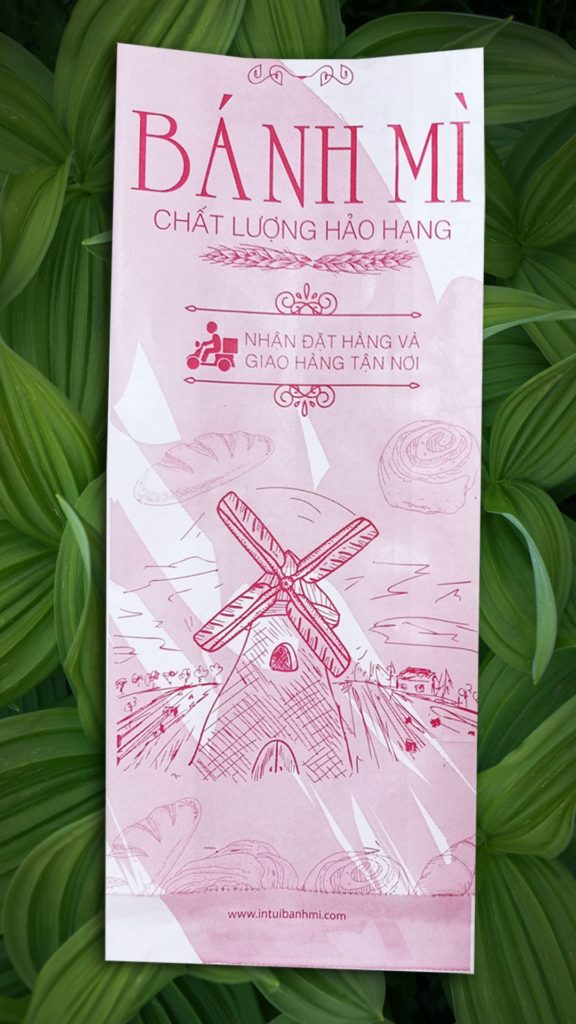 BÁNH MÌ
CHẤT LƯỢNG HẢO HẠNG
NHẬN ĐẶT HÀNG VÀ
GIAO HÀNG TẬN NƠI
www.intuibanhmi.com